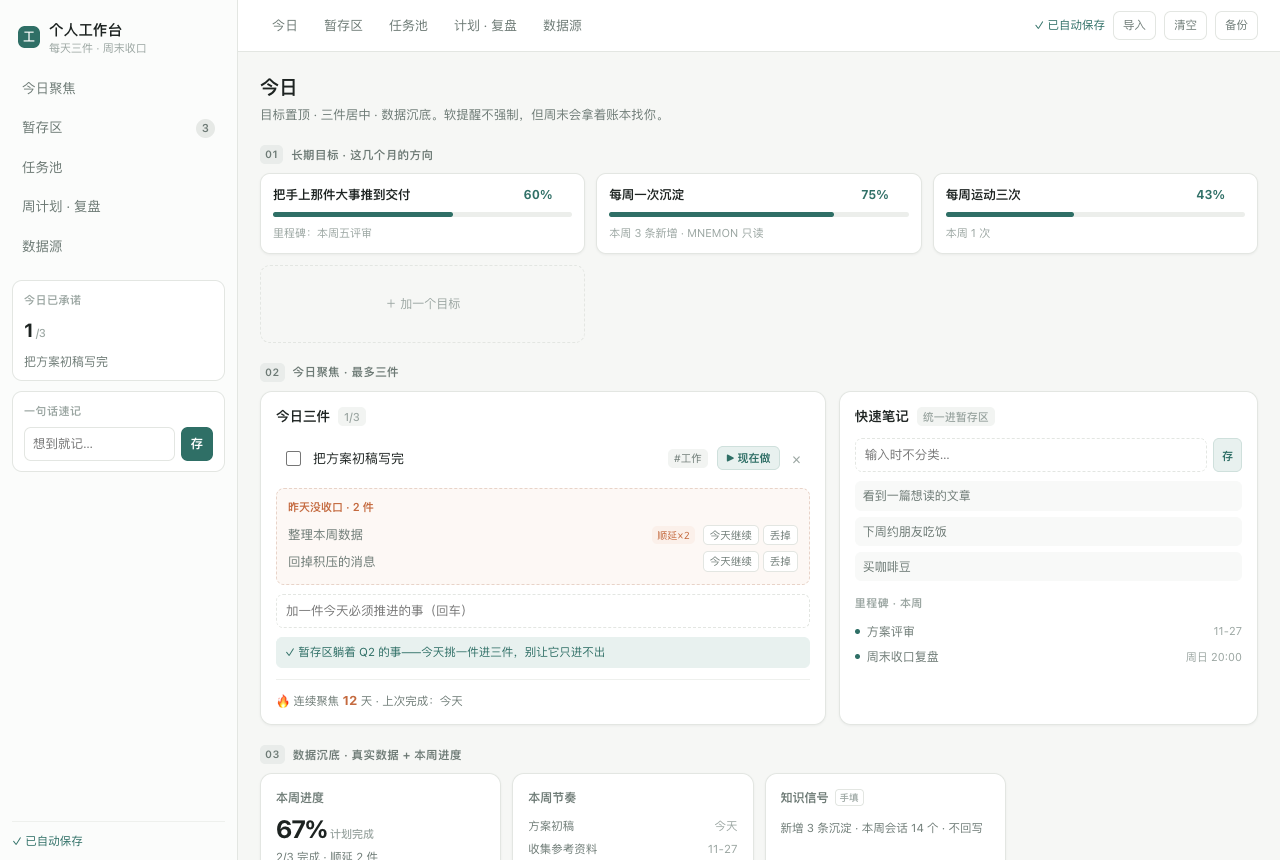 工
个人工作台
每天三件 · 周末收口
今日聚焦
暂存区 3
任务池
周计划 · 复盘
数据源
今日已承诺
1 /3
把方案初稿写完
一句话速记
想到就记… 存
✓ 已自动保存
今日 暂存区 任务池 计划 · 复盘 数据源
✓ 已自动保存 导入 清空 备份
今日
目标置顶 · 三件居中 · 数据沉底。软提醒不强制，但周末会拿着账本找你。
01 长期目标 · 这几个月的方向
把手上那件大事推到交付 60%
里程碑：本周五评审
每周一次沉淀 75%
本周 3 条新增 · MNEMON 只读
每周运动三次 43%
本周 1 次
+ 加一个目标
02 今日聚焦 · 最多三件
今日三件 1/3
把方案初稿写完 #工作 ▶ 现在做 ×
昨天没收口 · 2 件
整理本周数据 顺延×2 今天继续 丢掉
回掉积压的消息 今天继续 丢掉
加一件今天必须推进的事（回车）
✓ 暂存区躺着 Q2 的事——今天挑一件进三件，别让它只进不出
🔥 连续聚焦 12 天 · 上次完成：今天
快速笔记 统一进暂存区
输入时不分类… 存
看到一篇想读的文章
下周约朋友吃饭
买咖啡豆
里程碑 · 本周
方案评审 11-27
周末收口复盘 周日 20:00
03 数据沉底 · 真实数据 + 本周进度
本周进度
67% 计划完成
2/3 完成 · 顺延 2 件
本周节奏
方案初稿 今天
收集参考资料 11-27
知识信号 手填
新增 3 条沉淀 · 本周会话 14 个 · 不回写